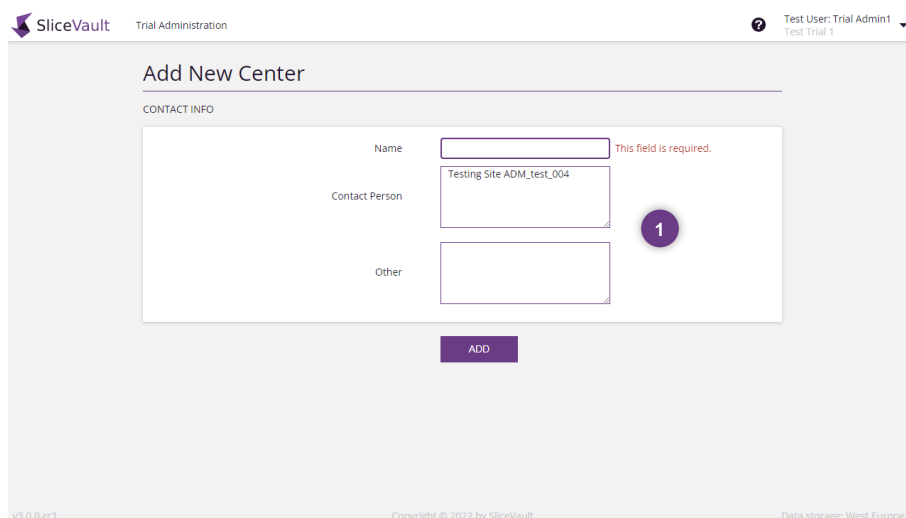 SliceVault Trial Administration ? Test User: Trial Admin1
Test Trial 1
Add New Center
CONTACT INFO
Name This field is required.
Testing Site ADM_test_004
Contact Person
1
Other
ADD
v3.0.0-rc1 Copyright © 2022 by SliceVault Data storage: West Europe